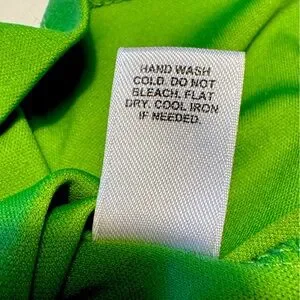 HAND WASH
COLD. DO NOT
BLEACH. FLAT
DRY. COOL IRON
IF NEEDED.